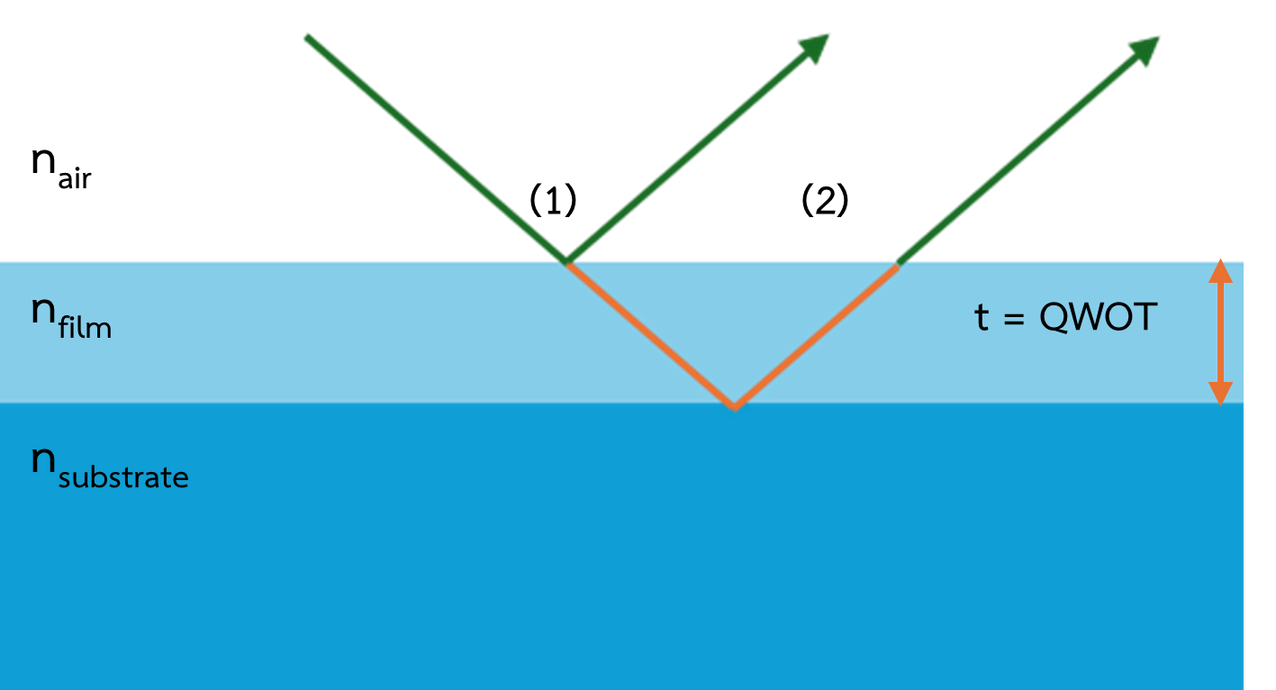 n_air
(1)
(2)
n_film
t = QWOT
n_substrate